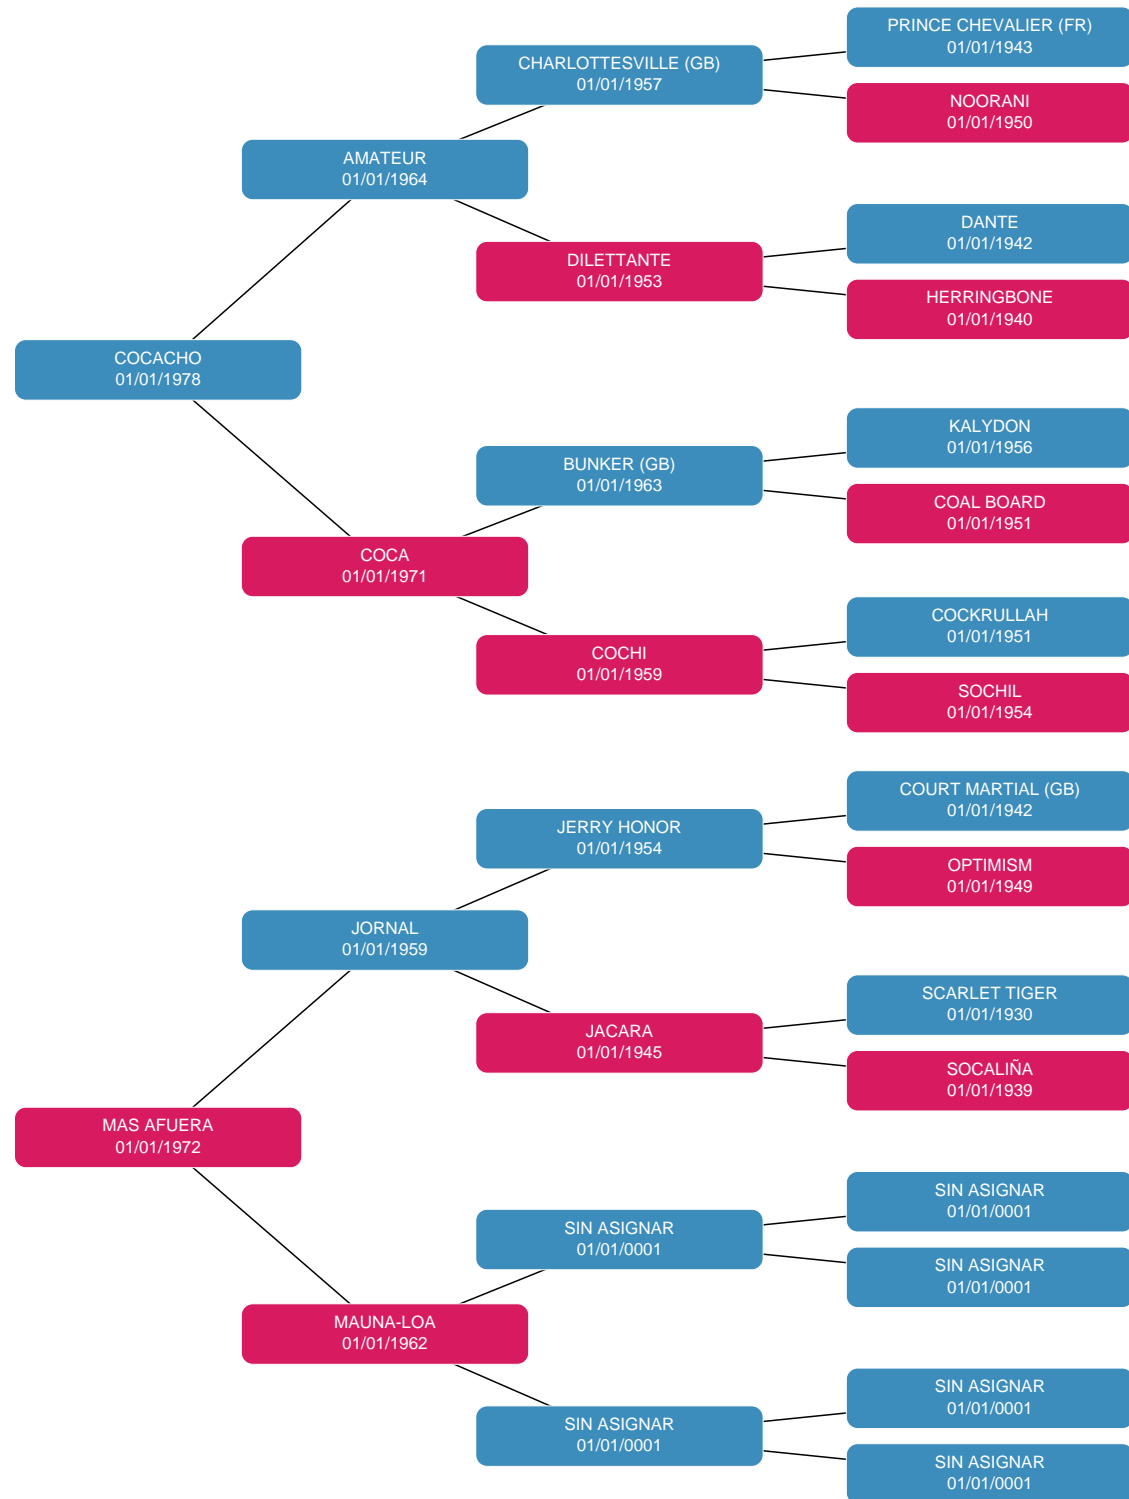 PRINCE CHEVALIER (FR)
01/01/1943
CHARLOTTESVILLE (GB)
01/01/1957
NOORANI
01/01/1950
AMATEUR
01/01/1964
DANTE
01/01/1942
DILETTANTE
01/01/1953
HERRINGBONE
01/01/1940
COCACHO
01/01/1978
KALYDON
01/01/1956
BUNKER (GB)
01/01/1963
COAL BOARD
01/01/1951
COCA
01/01/1971
COCKRULLAH
01/01/1951
COCHI
01/01/1959
SOCHIL
01/01/1954
COURT MARTIAL (GB)
01/01/1942
JERRY HONOR
01/01/1954
OPTIMISM
01/01/1949
JORNAL
01/01/1959
SCARLET TIGER
01/01/1930
JACARA
01/01/1945
SOCALIÑA
01/01/1939
MAS AFUERA
01/01/1972
SIN ASIGNAR
01/01/0001
SIN ASIGNAR
01/01/0001
SIN ASIGNAR
01/01/0001
MAUNA-LOA
01/01/1962
SIN ASIGNAR
01/01/0001
SIN ASIGNAR
01/01/0001
SIN ASIGNAR
01/01/0001